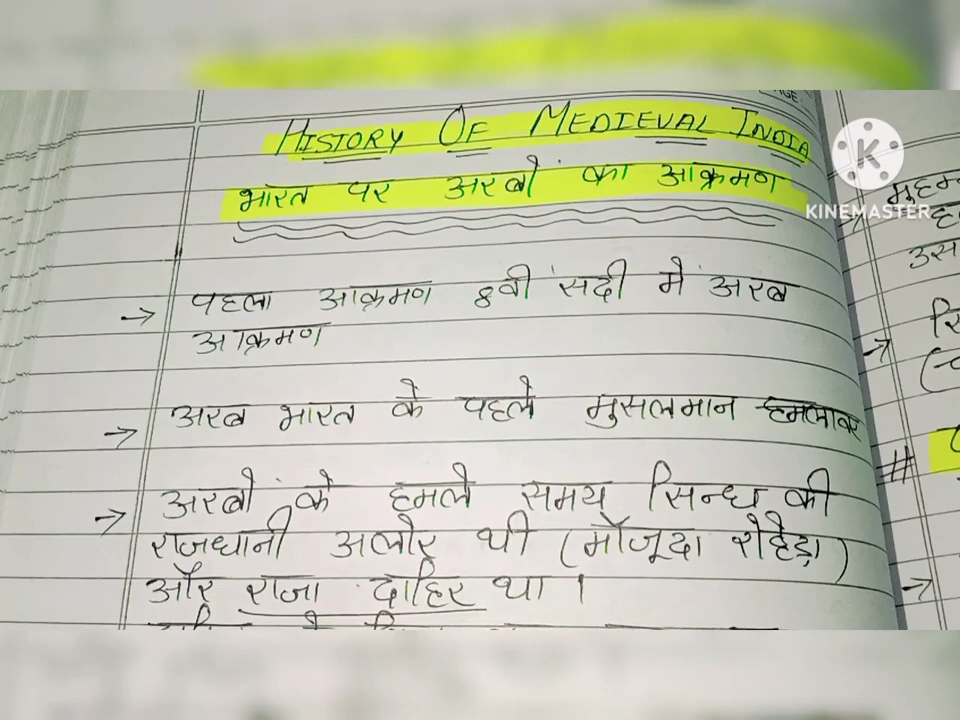 HISTORY OF MEDIEVAL INDIA
भारत पर अरबों का आक्रमण
→ पहला आक्रमण 8वी सदी में अरब
आक्रमण
→ अरब भारत के पहले मुसलमान हमलावर
→ अरबों के हमले समय सिन्ध की
राजधानी अलोर थी (मौजूदा रोहेड़ा)
और राजा दाहिर था।
KINEMASTER
उस
→
#
→